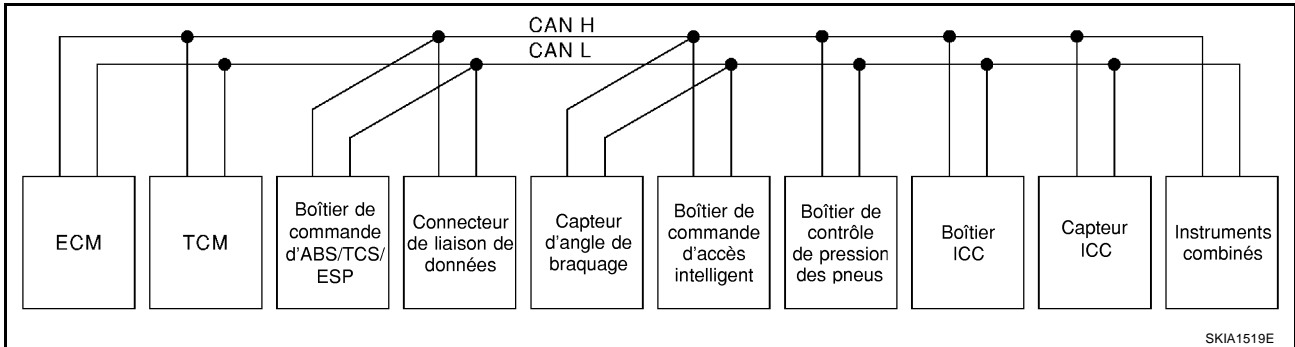 CAN H
CAN L
ECM
TCM
Boîtier de
commande
d'ABS/TCS/
ESP
Connecteur
de liaison de
données
Capteur
d'angle de
braquage
Boîtier de
commande
d'accès
intelligent
Boîtier de
contrôle
de pression
des pneus
Boîtier
ICC
Capteur
ICC
Instruments
combinés
SKIA1519E